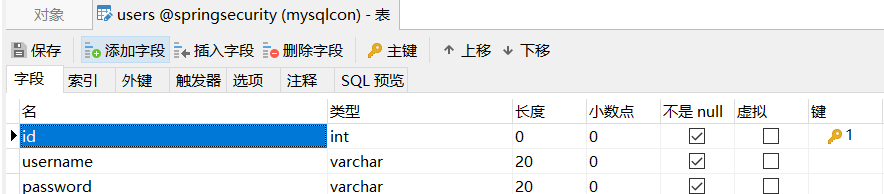 对象 users @springsecurity (mysqlcon) - 表
保存 添加字段 插入字段 删除字段 主键 上移 下移
字段 索引 外键 触发器 选项 注释 SQL 预览
名 类型 长度 小数点 不是 null 虚拟 键
id int 0 0 1
username varchar 20 0
password varchar 20 0